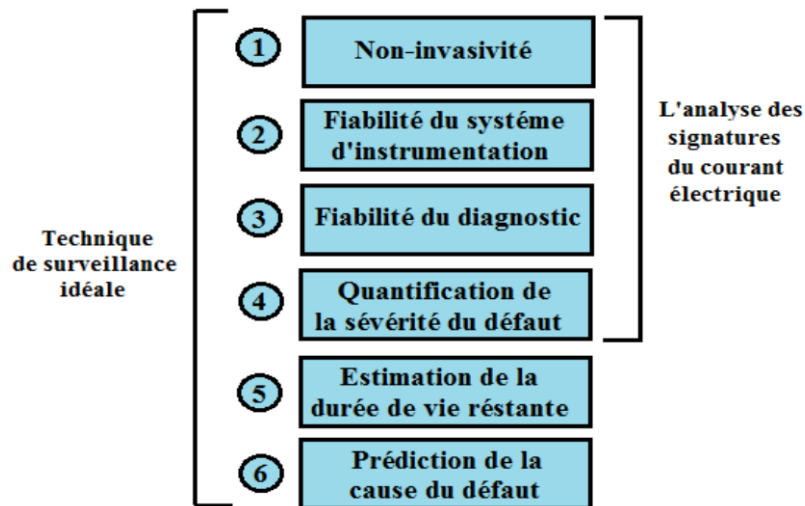 1
Non-invasivité
2
Fiabilité du systéme
d'instrumentation
3
Fiabilité du diagnostic
4
Quantification de
la sévérité du défaut
5
Estimation de la
durée de vie réstante
6
Prédiction de la
cause du défaut
Technique
de surveillance
idéale
L'analyse des
signatures
du courant
électrique